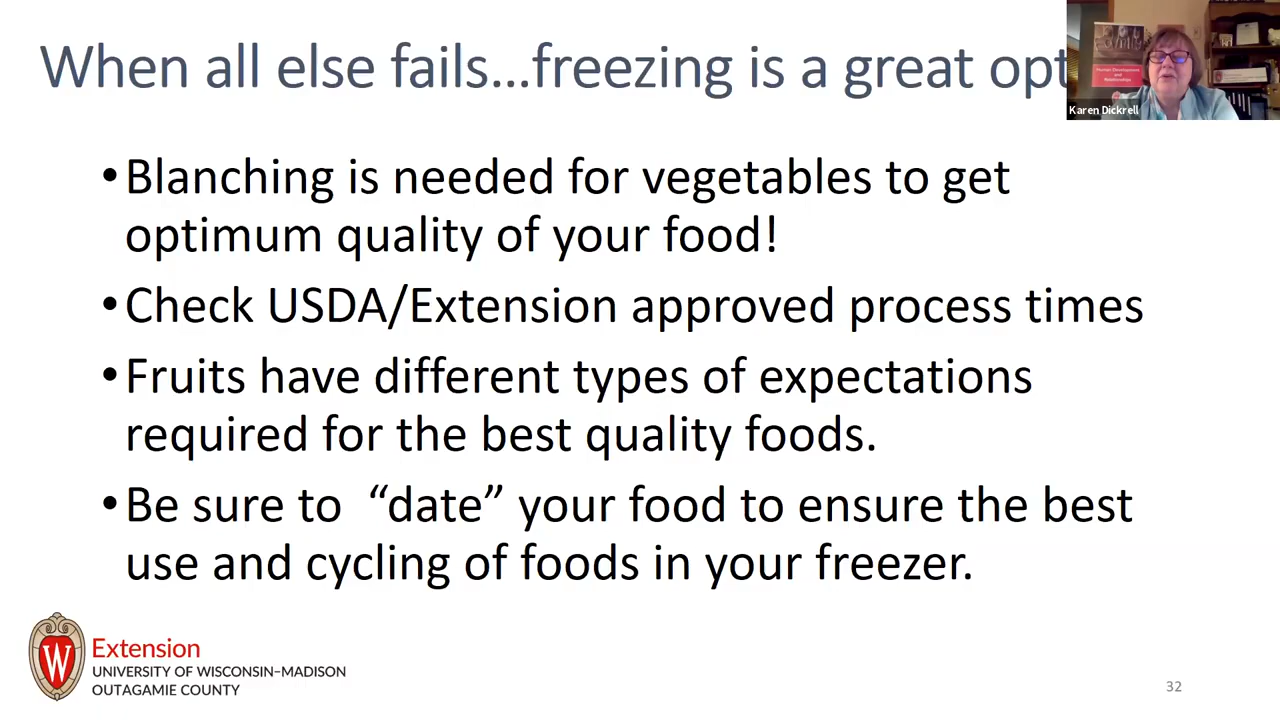 When all else fails...freezing is a great opt
Karen Dickrell
• Blanching is needed for vegetables to get
optimum quality of your food!
• Check USDA/Extension approved process times
• Fruits have different types of expectations
required for the best quality foods.
• Be sure to “date” your food to ensure the best
use and cycling of foods in your freezer.
W
Extension
UNIVERSITY OF WISCONSIN–MADISON
OUTAGAMIE COUNTY
32